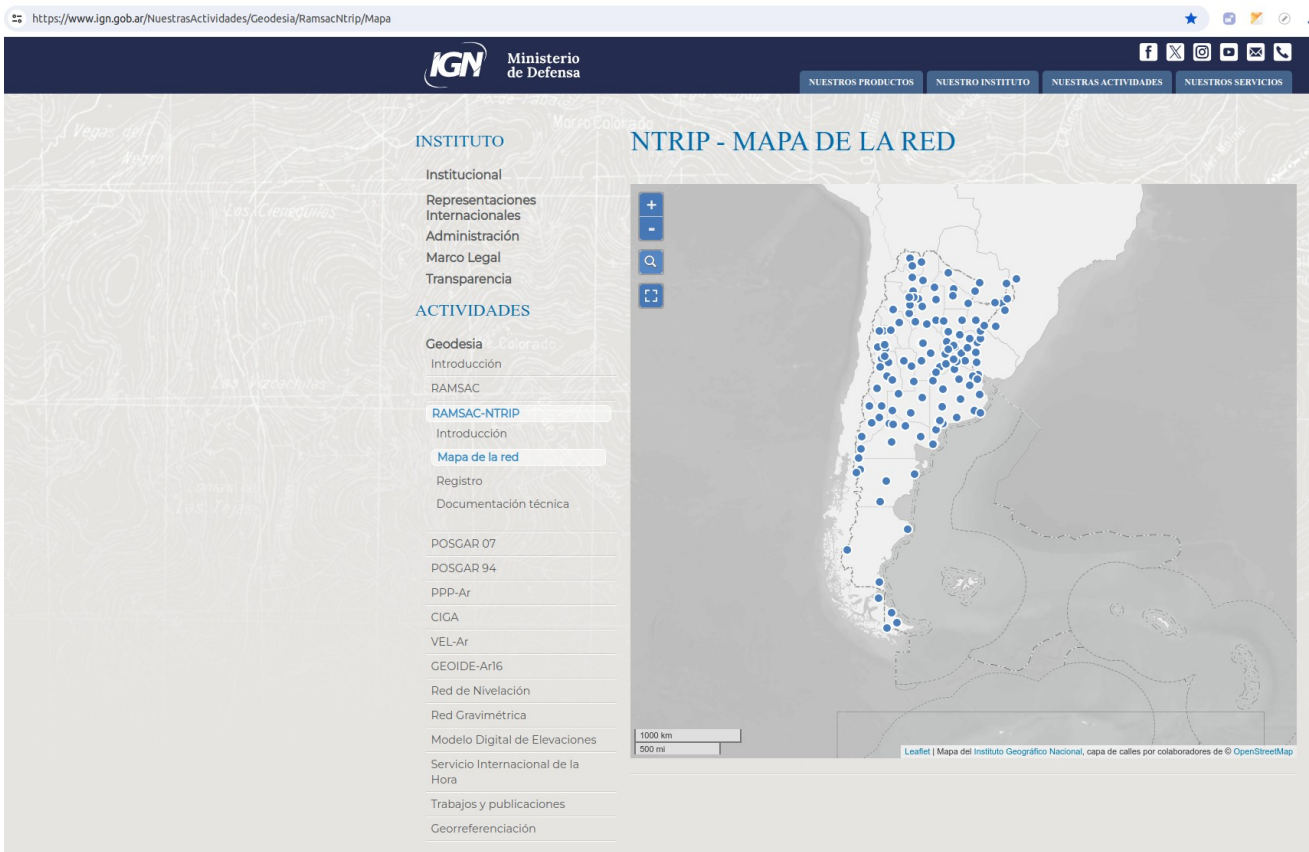 https://www.ign.gob.ar/NuestrasActividades/Geodesia/RamsacNtrip/Mapa
IGN
Ministerio
de Defensa
NUESTROS PRODUCTOS
NUESTRO INSTITUTO
NUESTRAS ACTIVIDADES
NUESTROS SERVICIOS
INSTITUTO
Institucional
Representaciones
Internacionales
Administración
Marco Legal
Transparencia
ACTIVIDADES
Geodesia
Introducción
RAMSAC
RAMSAC-NTRIP
Introducción
Mapa de la red
Registro
Documentación técnica
POSGAR 07
POSGAR 94
PPP-Ar
CIGA
VEL-Ar
GEOIDE-Ar16
Red de Nivelación
Red Gravimétrica
Modelo Digital de Elevaciones
Servicio Internacional de la
Hora
Trabajos y publicaciones
Georreferenciación
NTRIP - MAPA DE LA RED
+
-
1000 km
500 mi
Leaflet | Mapa del Instituto Geográfico Nacional, capa de calles por colaboradores de © OpenStreetMap